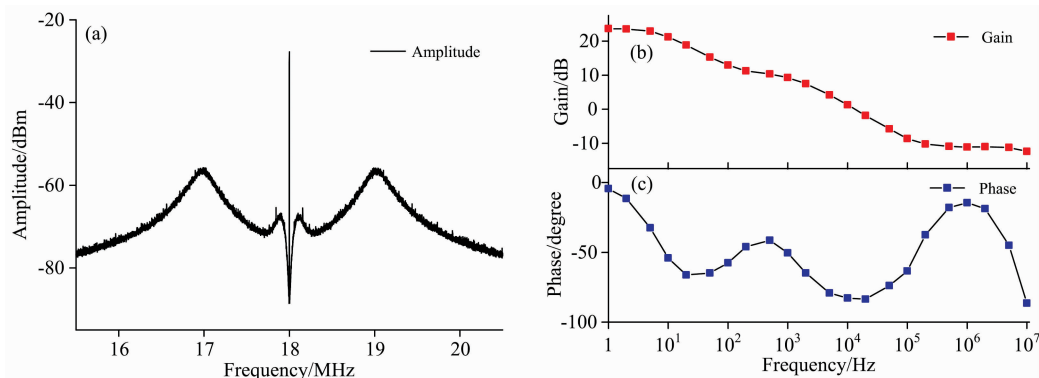 (a)
Amplitude
Amplitude/dBm
-20
-40
-60
-80
16
17
18
19
20
Frequency/MHz
(b)
Gain
Gain/dB
20
10
0
-10
(c)
Phase
Phase/degree
0
-50
-100
1
10¹
10²
10³
10⁴
10⁵
10⁶
10⁷
Frequency/Hz